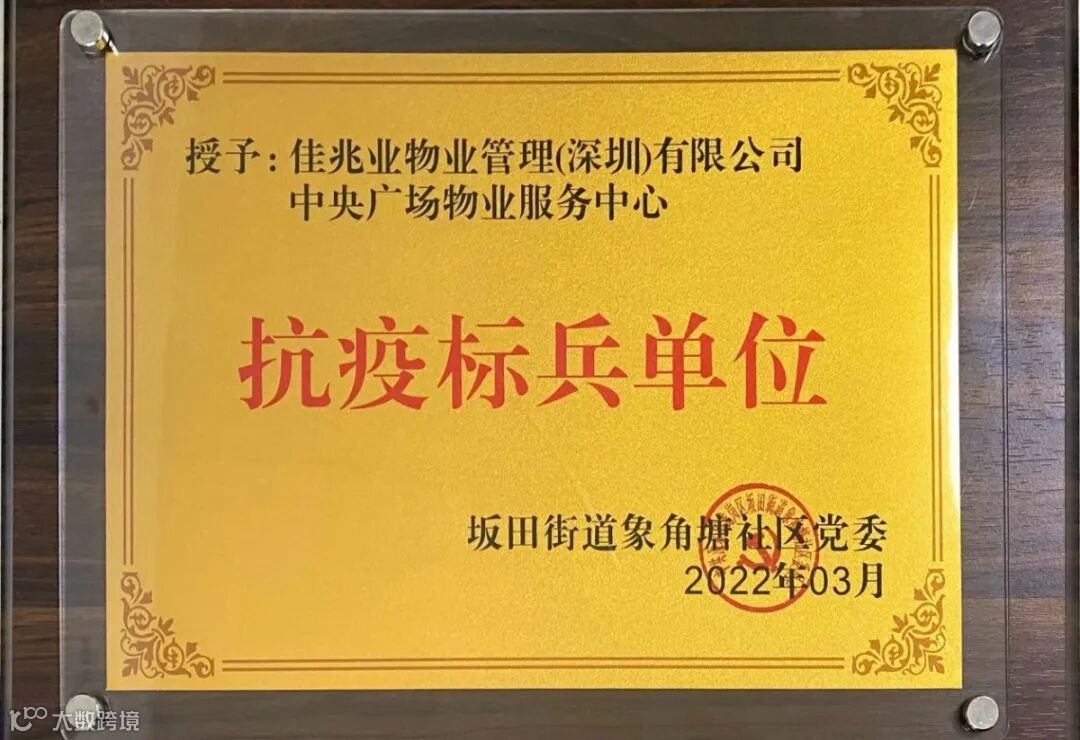 授予:佳兆业物业管理(深圳)有限公司
中央广场物业服务中心
抗疫标兵单位
坂田街道象角塘社区党委
2022年03月
大数跨境